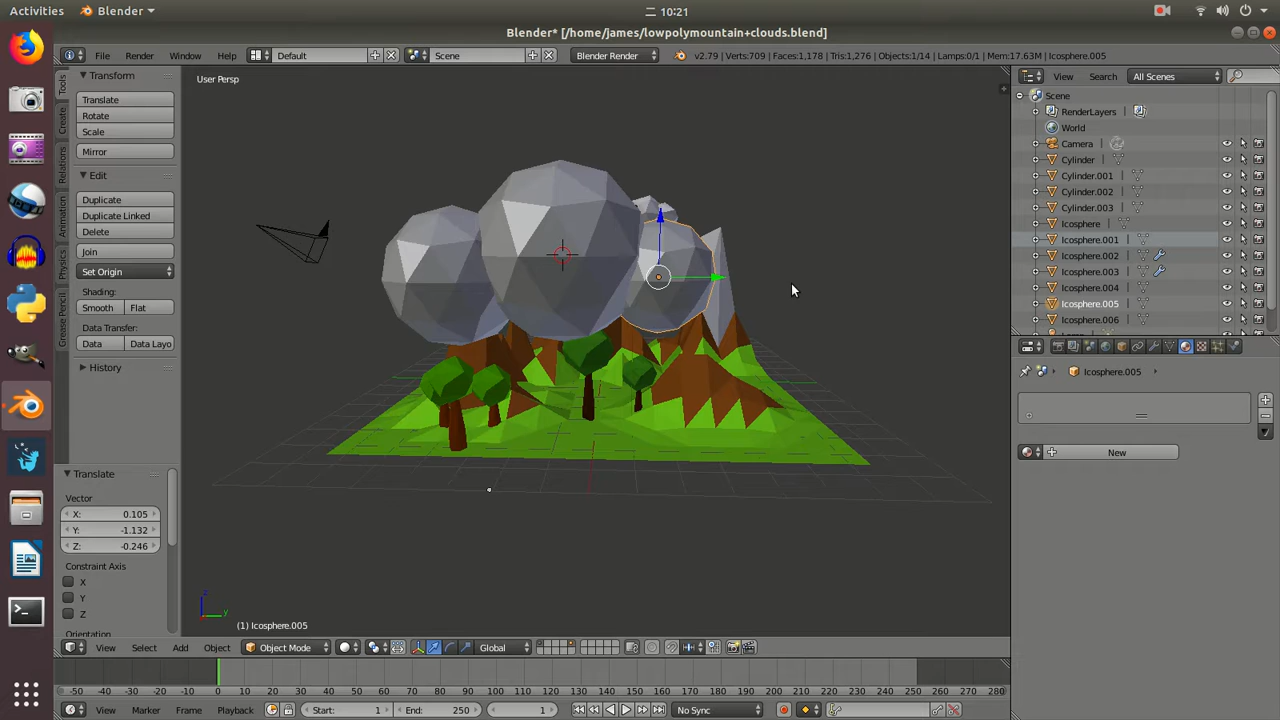 Activities
Blender
10:21
Blender* [/home/james/lowpolymountain+clouds.blend]
File
Render
Window
Help
Default
Scene
Blender Render
v2.79 | Verts:709 | Faces:1,178 | Tris:1,276 | Objects:1/14 | Lamps:0/1 | Mem:17.63M | Icosphere.005
Tools
Create
Relations
Animation
Physics
Grease Pencil
Transform
Translate
Rotate
Scale
Mirror
Edit
Duplicate
Duplicate Linked
Delete
Join
Set Origin
Shading:
Smooth
Flat
Data Transfer:
Data
Data Layo
History
Translate
Vector
X: 0.105
Y: -1.132
Z: -0.246
Constraint Axis
X
Y
Z
Orientation
User Persp
z
y
(1) Icosphere.005
View
Search
All Scenes
Scene
RenderLayers
World
Camera
Cylinder
Cylinder.001
Cylinder.002
Cylinder.003
Icosphere
Icosphere.001
Icosphere.002
Icosphere.003
Icosphere.004
Icosphere.005
Icosphere.006
Icosphere.005
New
View
Select
Add
Object
Object Mode
Global
-50 -40 -30 -20 -10 0 10 20 30 40 50 60 70 80 90 100 110 120 130 140 150 160 170 180 190 200 210 220 230 240 250 260 270 280
View
Marker
Frame
Playback
Start: 1
End: 250
1
No Sync